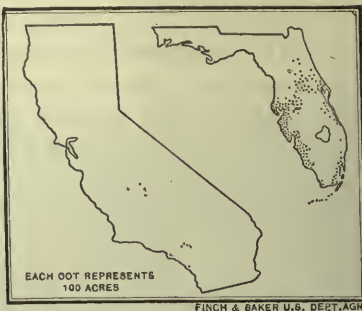 EACH DOT REPRESENTS
100 ACRES
FINCH & BAKER U.S. DEPT. AGR